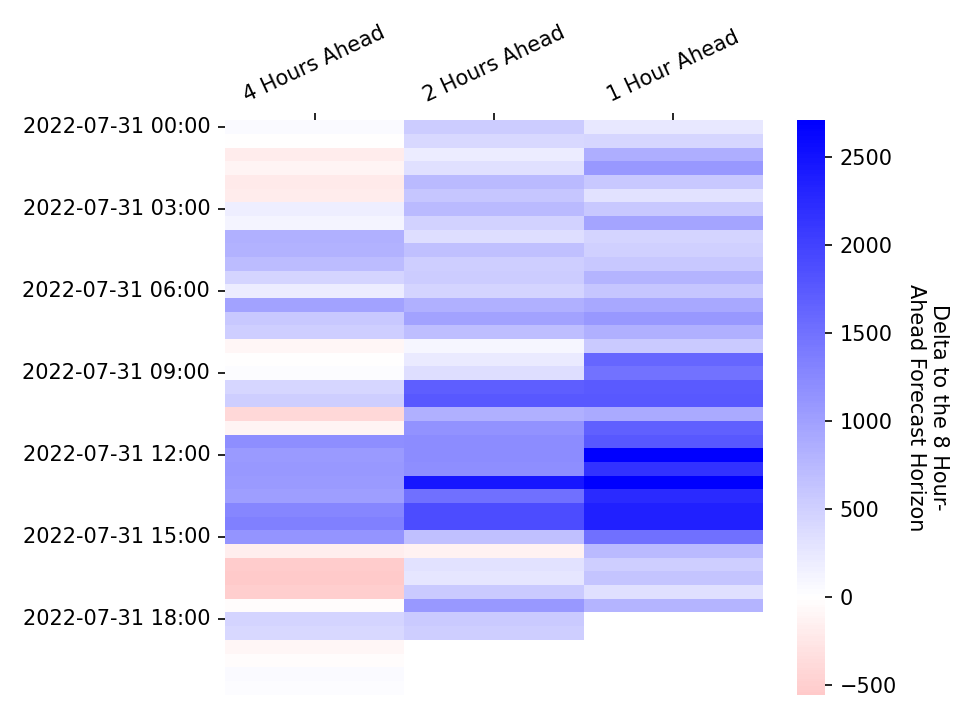 4 Hours Ahead
2 Hours Ahead
1 Hour Ahead
2022-07-31 00:00
2022-07-31 03:00
2022-07-31 06:00
2022-07-31 09:00
2022-07-31 12:00
2022-07-31 15:00
2022-07-31 18:00
2500
2000
1500
1000
500
0
−500
Delta to the 8 Hour-
Ahead Forecast Horizon